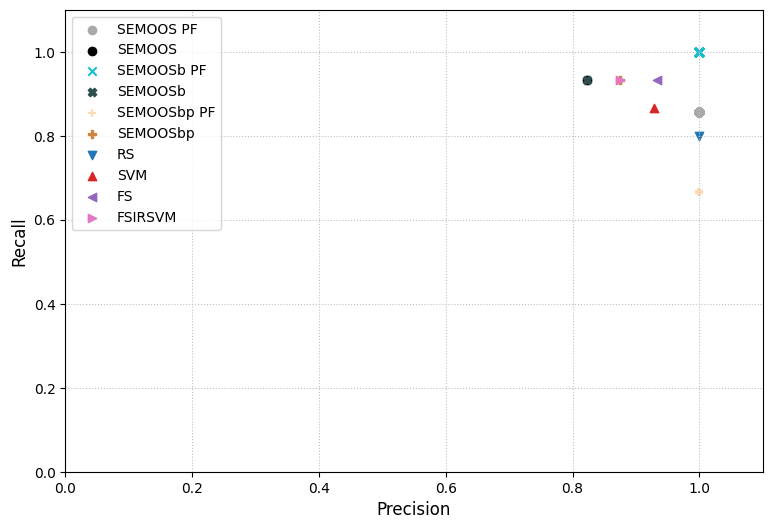 SEMOOS PF
SEMOOS
SEMOOSb PF
SEMOOSb
SEMOOSbp PF
SEMOOSbp
RS
SVM
FS
FSIRSVM
1.0
0.8
0.6
0.4
0.2
0.0
Recall
0.0 0.2 0.4 0.6 0.8 1.0
Precision